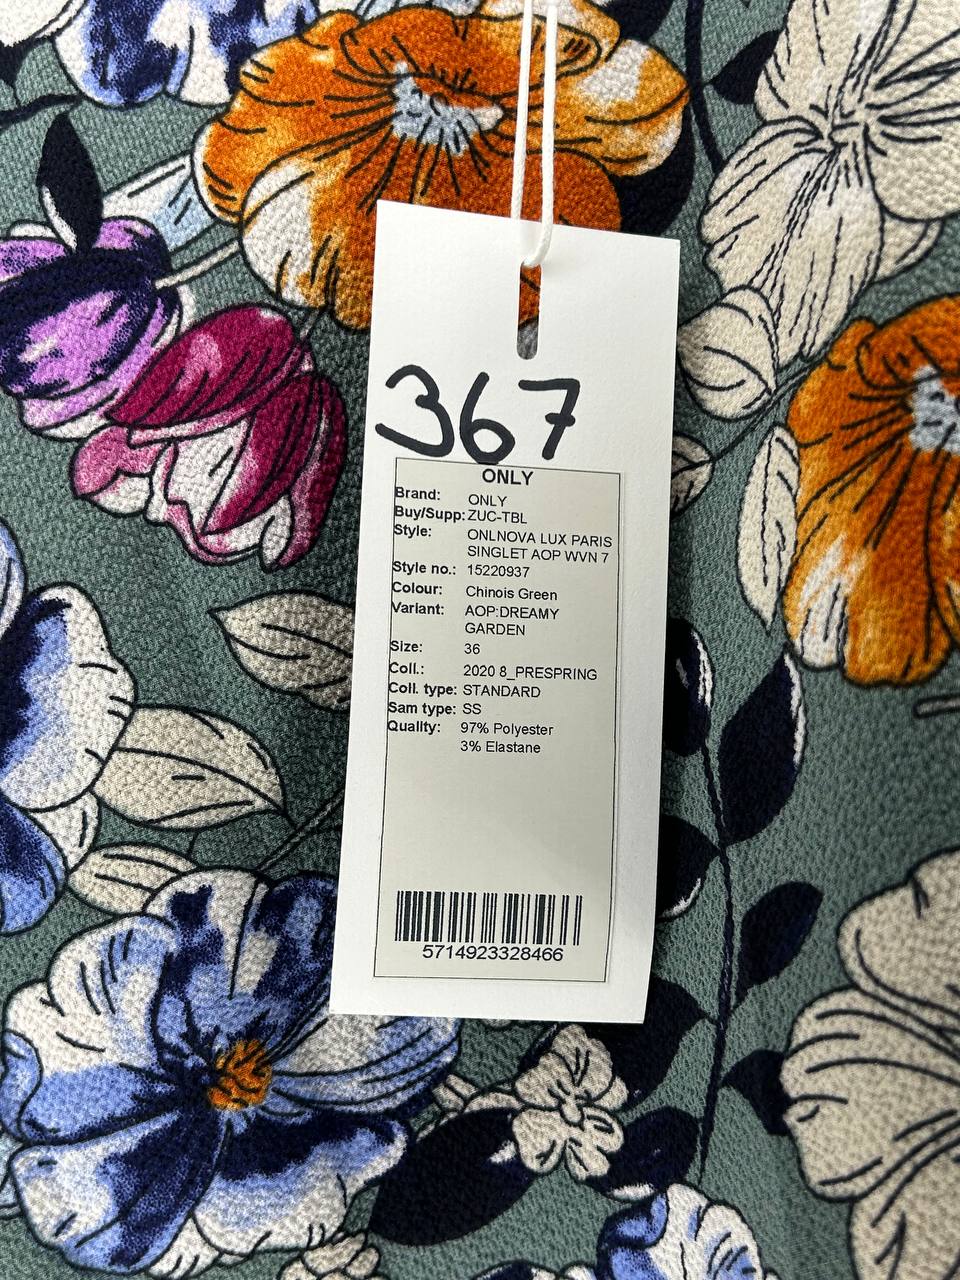 367
ONLY
Brand: ONLY
Buy/Supp: ZUC-TBL
Style: ONLNOVA LUX PARIS
SINGLET AOP WVN 7
Style no.: 15220937
Colour: Chinois Green
Variant: AOP:DREAMY
GARDEN
Size: 36
Coll.: 2020 8_PRESPRING
Coll. type: STANDARD
Sam type: SS
Quality: 97% Polyester
3% Elastane
5714923328466